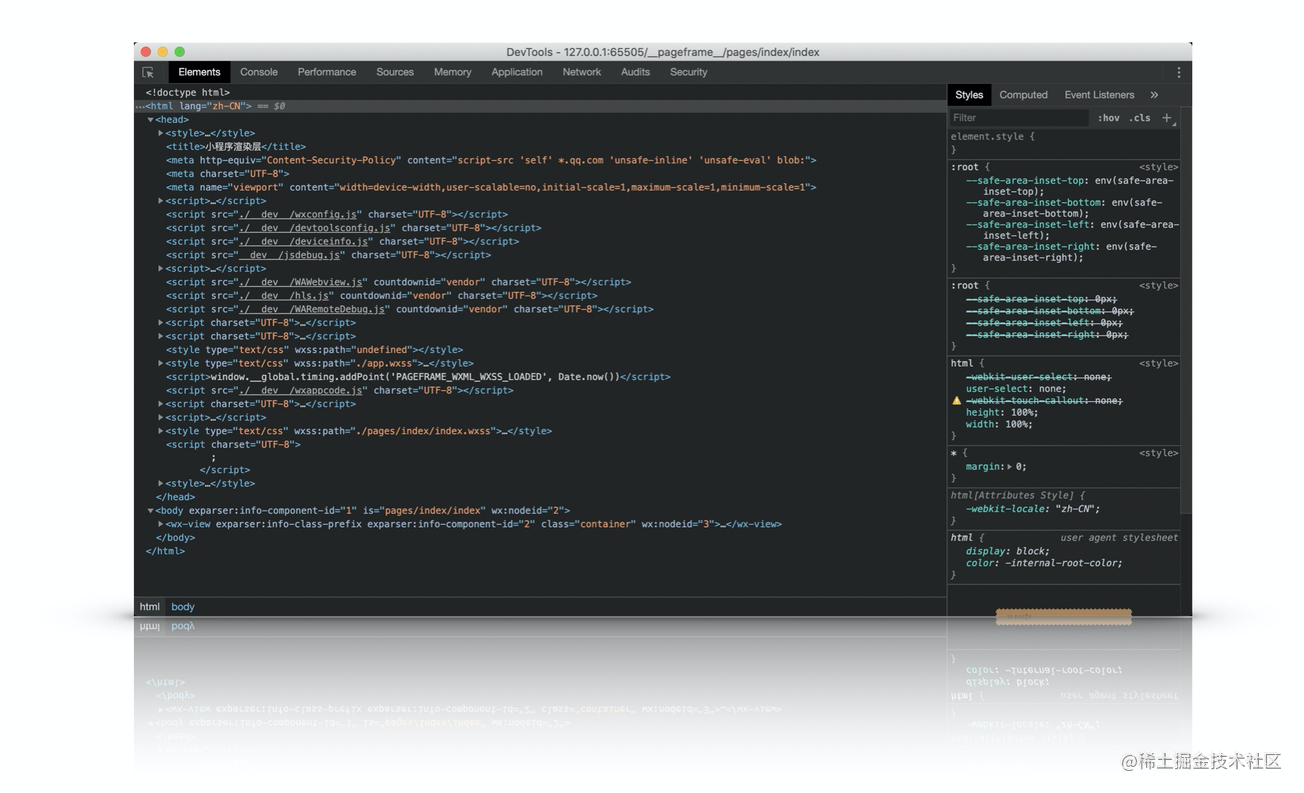 DevTools - 127.0.0.1:65505/__pageframe__/pages/index/index
Elements Console Performance Sources Memory Application Network Audits Security
<!doctype html>
…<html lang="zh-CN"> == $0
▼<head>
▶<style>…</style>
<title>小程序渲染层</title>
<meta http-equiv="Content-Security-Policy" content="script-src 'self' *.qq.com 'unsafe-inline' 'unsafe-eval' blob:">
<meta charset="UTF-8">
<meta name="viewport" content="width=device-width,user-scalable=no,initial-scale=1,maximum-scale=1,minimum-scale=1">
▶<script>…</script>
<script src="./__dev__/wxconfig.js" charset="UTF-8"></script>
<script src="./__dev__/devtoolsconfig.js" charset="UTF-8"></script>
<script src="./__dev__/deviceinfo.js" charset="UTF-8"></script>
<script src="__dev__/jsdebug.js" charset="UTF-8"></script>
▶<script>…</script>
<script src="./__dev__/WAWebview.js" countdownid="vendor" charset="UTF-8"></script>
<script src="./__dev__/hls.js" countdownid="vendor" charset="UTF-8"></script>
<script src="./__dev__/WARemoteDebug.js" countdownid="vendor" charset="UTF-8"></script>
▶<script charset="UTF-8">…</script>
▶<script charset="UTF-8">…</script>
<style type="text/css" wxss:path="undefined"></style>
▶<style type="text/css" wxss:path="./app.wxss">…</style>
<script>window.__global.timing.addPoint('PAGEFRAME_WXML_WXSS_LOADED', Date.now())</script>
<script src="./__dev__/wxappcode.js" charset="UTF-8"></script>
▶<script charset="UTF-8">…</script>
▶<script>…</script>
▶<style type="text/css" wxss:path="./pages/index/index.wxss">…</style>
<script charset="UTF-8">
;
</script>
▶<style>…</style>
</head>
▼<body exparser:info-component-id="1" is="pages/index/index" wx:nodeid="2">
▶<wx-view exparser:info-class-prefix exparser:info-component-id="2" class="container" wx:nodeid="3">…</wx-view>
</body>
</html>
html body
Styles Computed Event Listeners »
Filter :hov .cls +
element.style {
}
:root { <style>
--safe-area-inset-top: env(safe-area-
inset-top);
--safe-area-inset-bottom: env(safe-
area-inset-bottom);
--safe-area-inset-left: env(safe-area-
inset-left);
--safe-area-inset-right: env(safe-
area-inset-right);
}
:root { <style>
--safe-area-inset-top: 0px;
--safe-area-inset-bottom: 0px;
--safe-area-inset-left: 0px;
--safe-area-inset-right: 0px;
}
html { <style>
-webkit-user-select: none;
user-select: none;
-webkit-touch-callout: none;
height: 100%;
width: 100%;
}
* { <style>
margin:▶ 0;
}
html[Attributes Style] {
-webkit-locale: "zh-CN";
}
html { user agent stylesheet
display: block;
color: -internal-root-color;
}
@稀土掘金技术社区